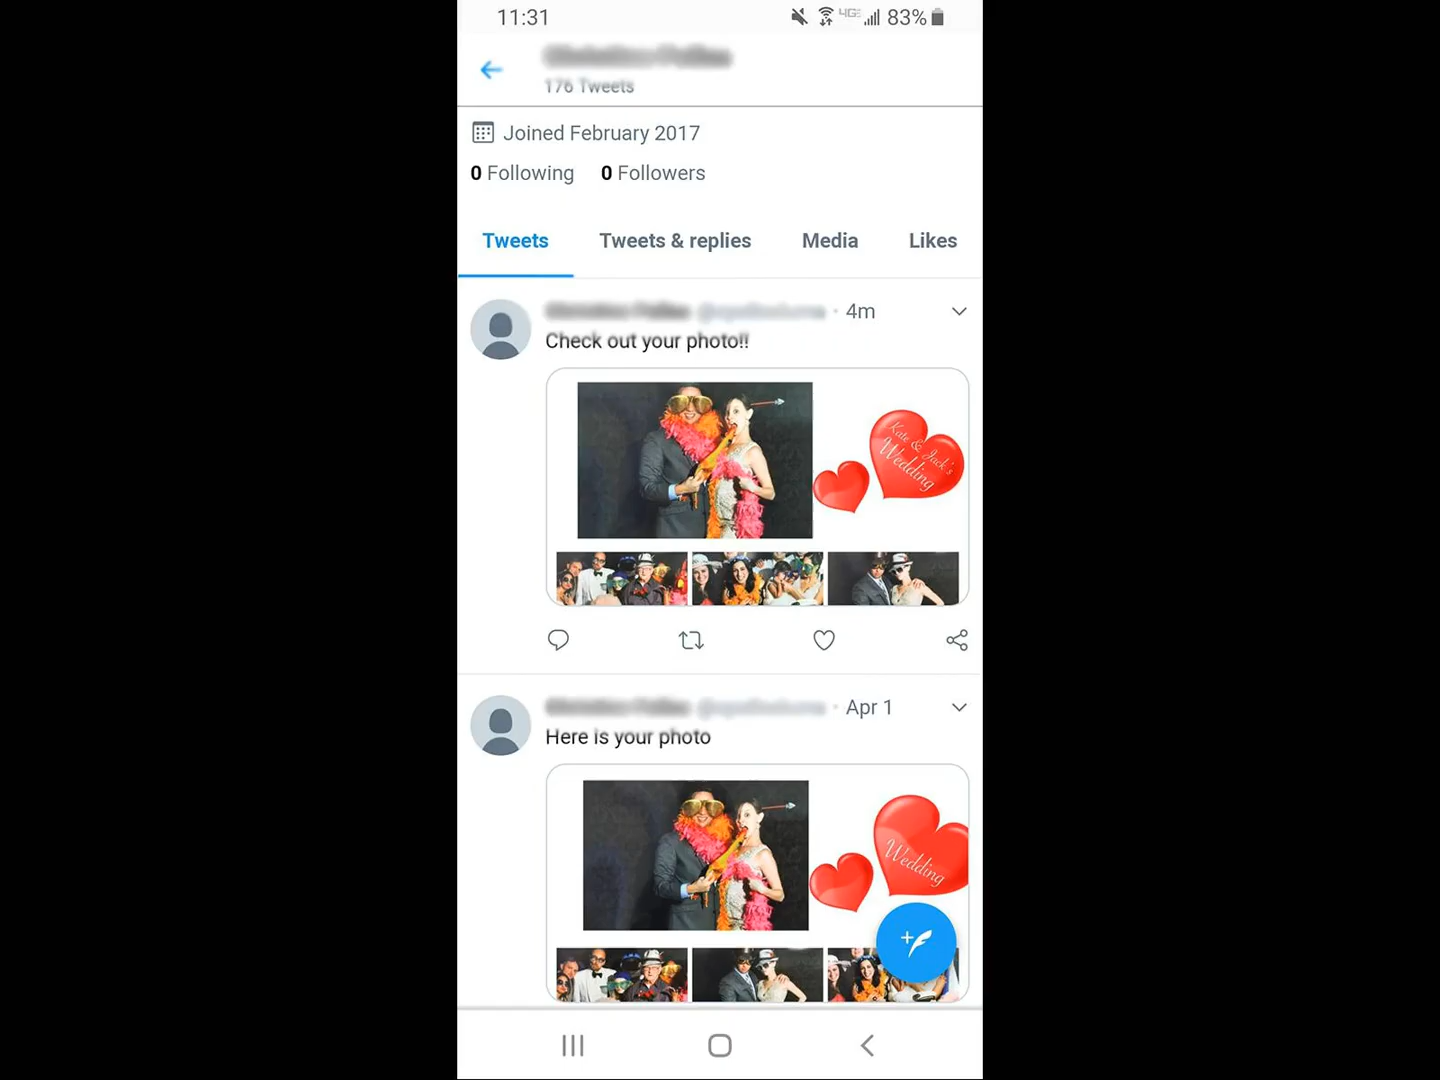 11:31
4GE 83%
176 Tweets
Joined February 2017
0 Following 0 Followers
Tweets Tweets & replies Media Likes
· 4m
Check out your photo!!
Kate & Jack's
Wedding
· Apr 1
Here is your photo
Wedding